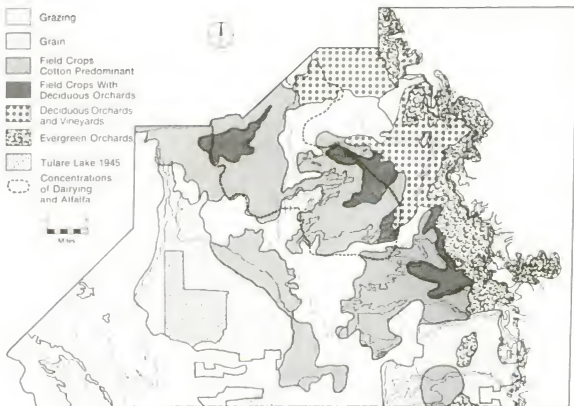 Grazing
Grain
Field Crops
Cotton Predominant
Field Crops With
Deciduous Orchards
Deciduous Orchards
and Vineyards
Evergreen Orchards
Tulare Lake 1945
Concentrations
of Dairying
and Alfalfa
Miles